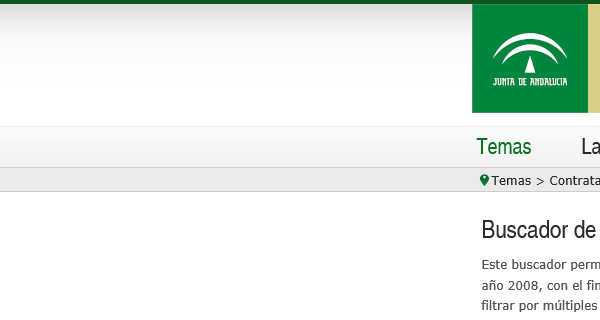 JUNTA DE ANDALUCIA
Temas La
Temas > Contrata
Buscador de
Este buscador perm
año 2008, con el fin
filtrar por múltiples